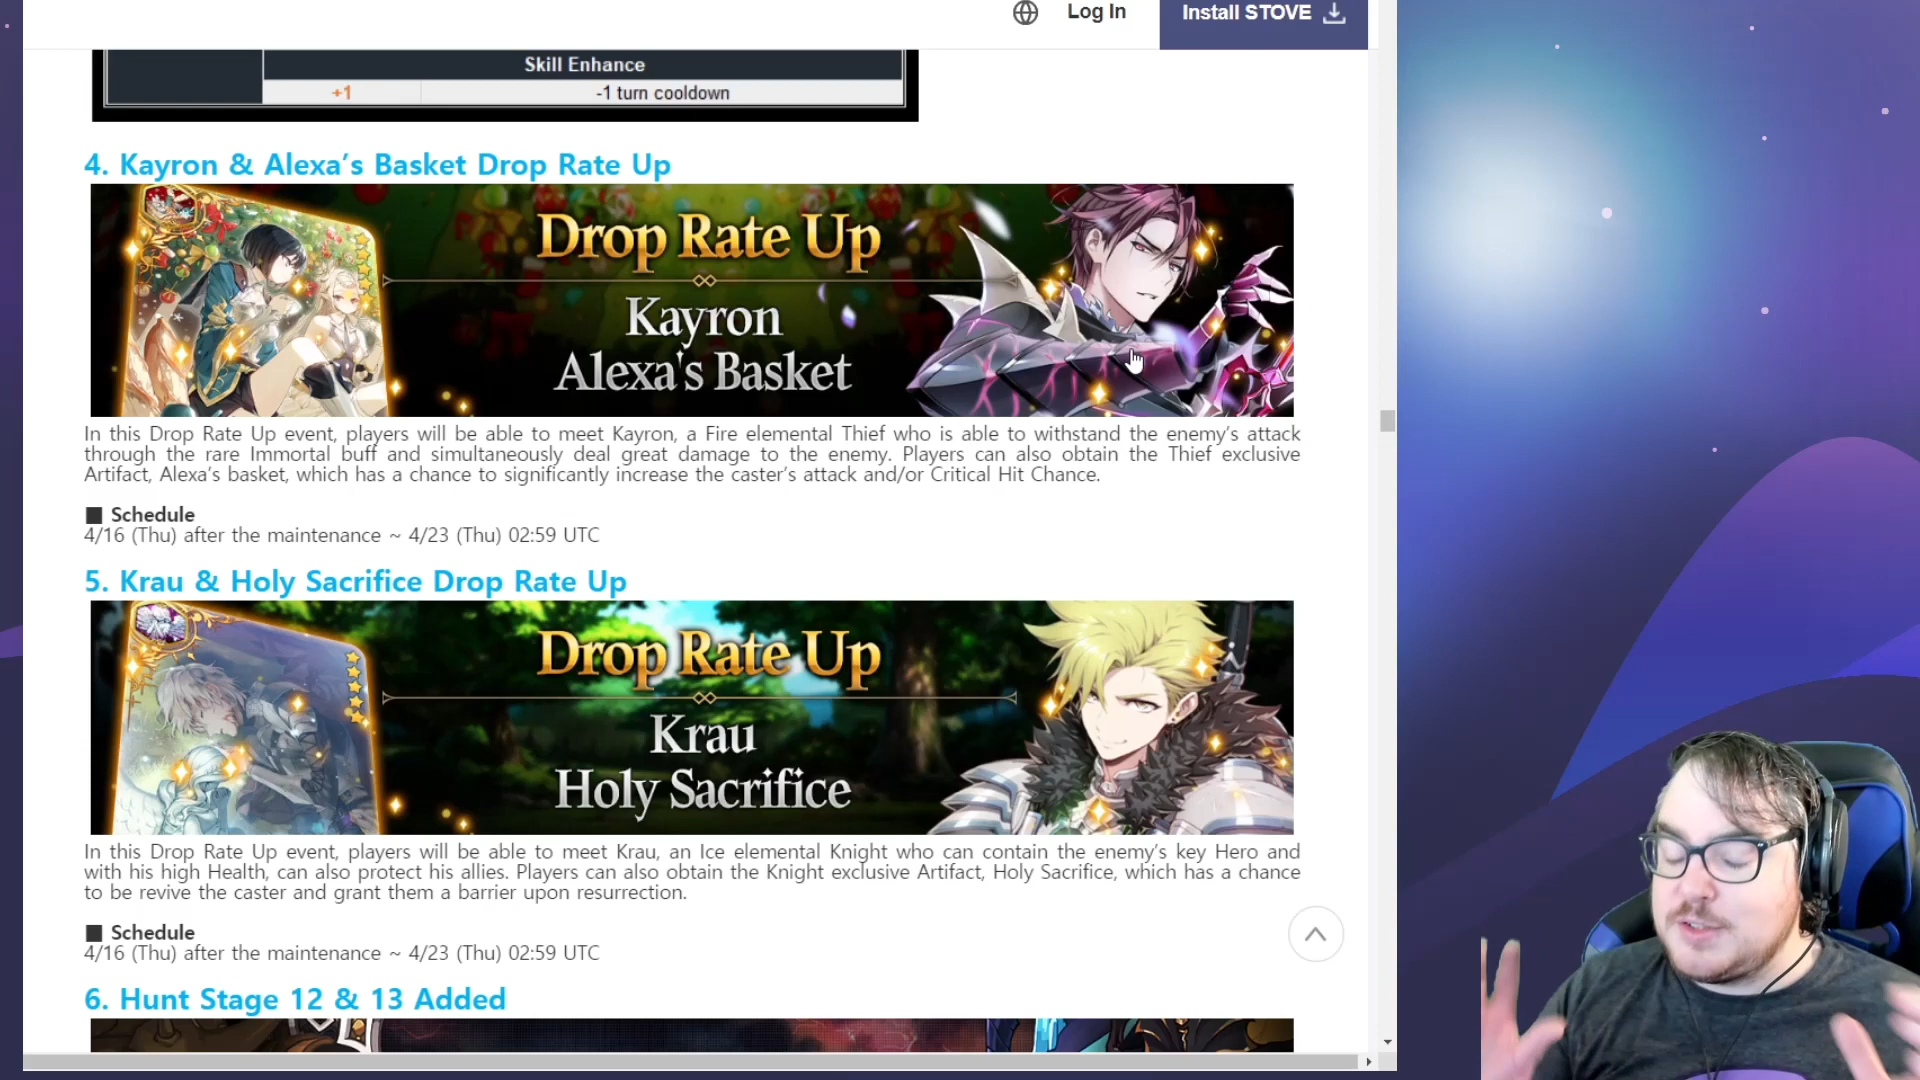 Log In
Install STOVE
Skill Enhance
+1 -1 turn cooldown
4. Kayron & Alexa’s Basket Drop Rate Up
Drop Rate Up
Kayron
Alexa's Basket
In this Drop Rate Up event, players will be able to meet Kayron, a Fire elemental Thief who is able to withstand the enemy’s attack
through the rare Immortal buff and simultaneously deal great damage to the enemy. Players can also obtain the Thief exclusive
Artifact, Alexa’s basket, which has a chance to significantly increase the caster’s attack and/or Critical Hit Chance.
■ Schedule
4/16 (Thu) after the maintenance ~ 4/23 (Thu) 02:59 UTC
5. Krau & Holy Sacrifice Drop Rate Up
Drop Rate Up
Krau
Holy Sacrifice
In this Drop Rate Up event, players will be able to meet Krau, an Ice elemental Knight who can contain the enemy’s key Hero and
with his high Health, can also protect his allies. Players can also obtain the Knight exclusive Artifact, Holy Sacrifice, which has a chance
to be revive the caster and grant them a barrier upon resurrection.
■ Schedule
4/16 (Thu) after the maintenance ~ 4/23 (Thu) 02:59 UTC
6. Hunt Stage 12 & 13 Added